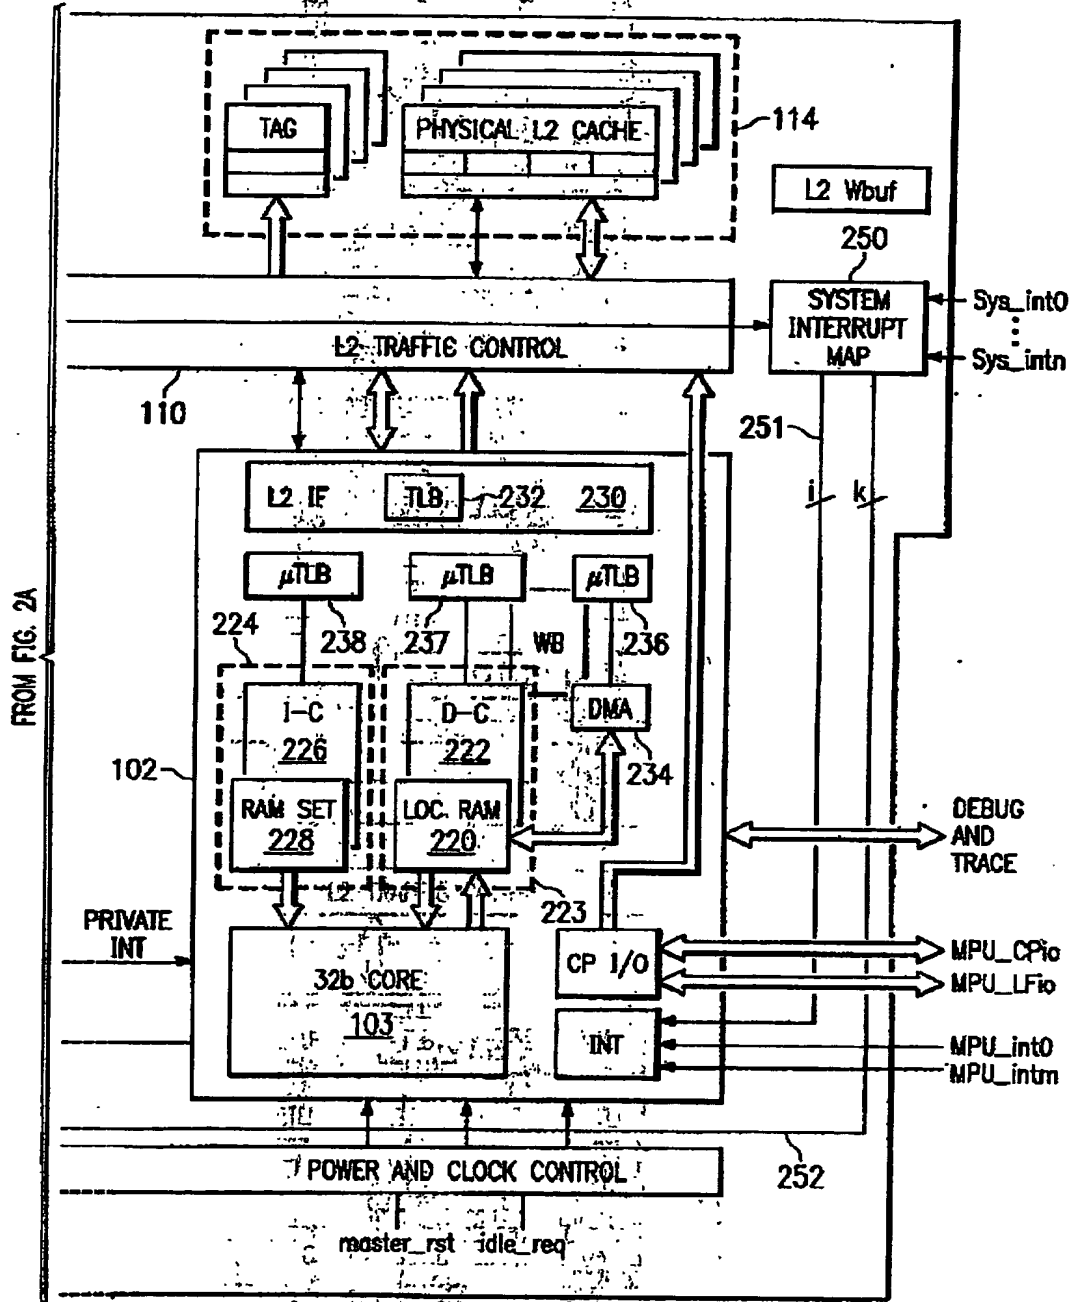 TAG
PHYSICAL L2 CACHE
114
L2 Wbuf
250
SYSTEM
INTERRUPT
MAP
Sys_int0
Sys_intn
L2 TRAFFIC CONTROL
110
251
i
k
L2 IF
TLB
232
230
μTLB
μTLB
μTLB
238
237
236
224
WB
I-C
226
D-C
222
DMA
234
102
RAM SET
228
LOC. RAM
220
223
FROM FIG. 2A
DEBUG
AND
TRACE
PRIVATE
INT
32b CORE
103
CP I/O
INT
MPU_CPio
MPU_LFio
MPU_int0
MPU_intm
252
POWER AND CLOCK CONTROL
master_rst
idle_req